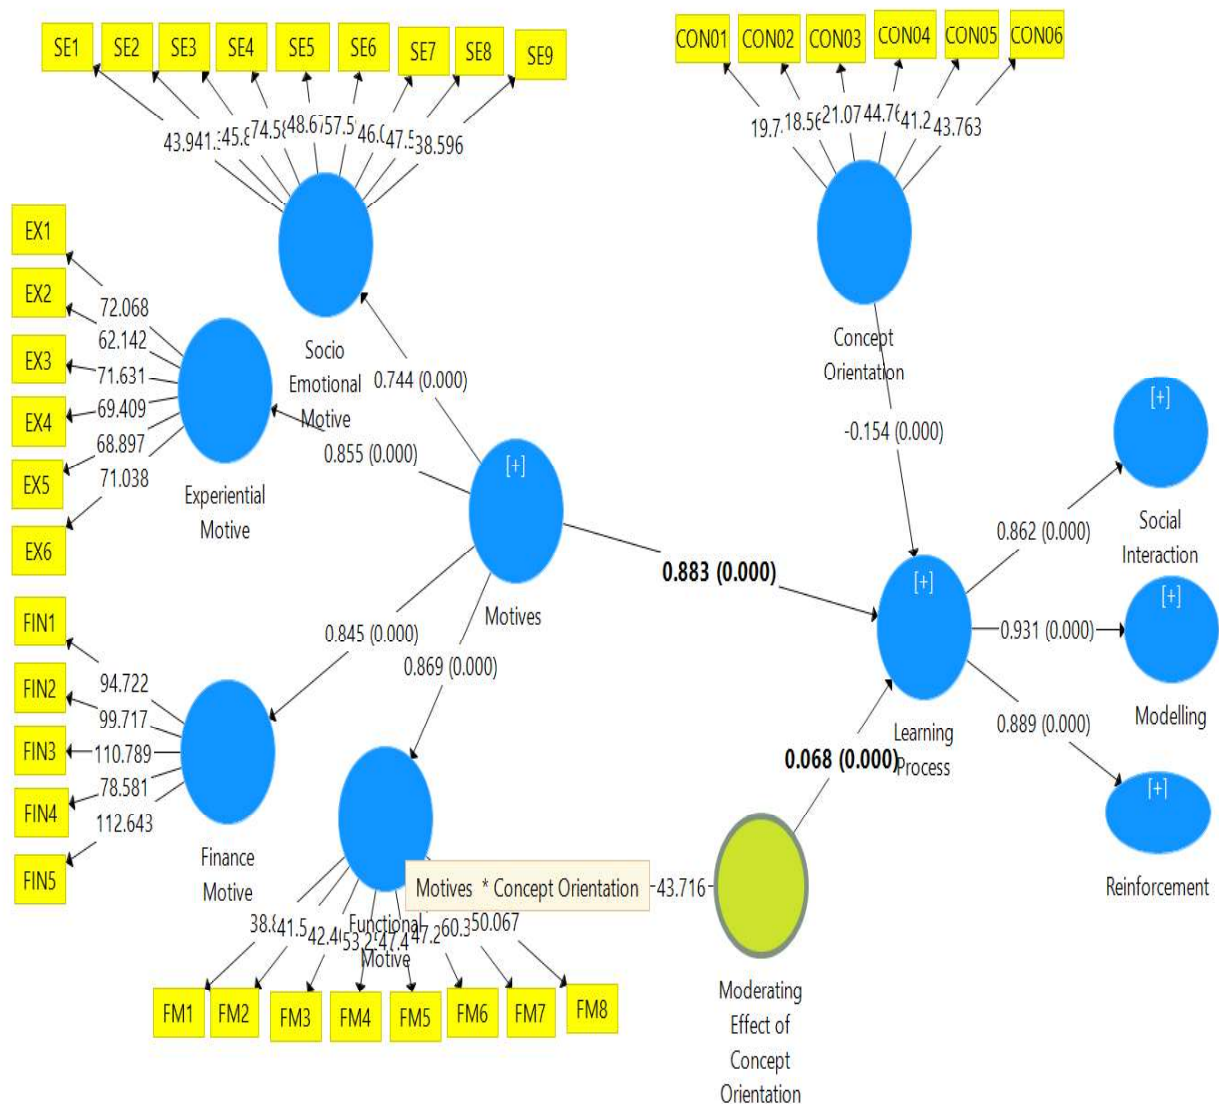 SE1
SE2
SE3
SE4
SE5
SE6
SE7
SE8
SE9
CON01
CON02
CON03
CON04
CON05
CON06
38.596
43.763
EX1
EX2
EX3
EX4
EX5
EX6
72.068
62.142
71.631
69.409
68.897
71.038
Socio
Emotional
Motive
Experiential
Motive
Concept
Orientation
0.744 (0.000)
0.855 (0.000)
-0.154 (0.000)
[+]
Motives
0.883 (0.000)
[+]
Social
Interaction
0.862 (0.000)
[+]
Learning
Process
[+]
Modelling
0.931 (0.000)
0.889 (0.000)
[+]
Reinforcement
0.845 (0.000)
0.869 (0.000)
0.068 (0.000)
FIN1
FIN2
FIN3
FIN4
FIN5
94.722
99.717
110.789
78.581
112.643
Finance
Motive
Functional
Motive
Motives * Concept Orientation
43.716
50.067
FM1
FM2
FM3
FM4
FM5
FM6
FM7
FM8
Moderating
Effect of
Concept
Orientation